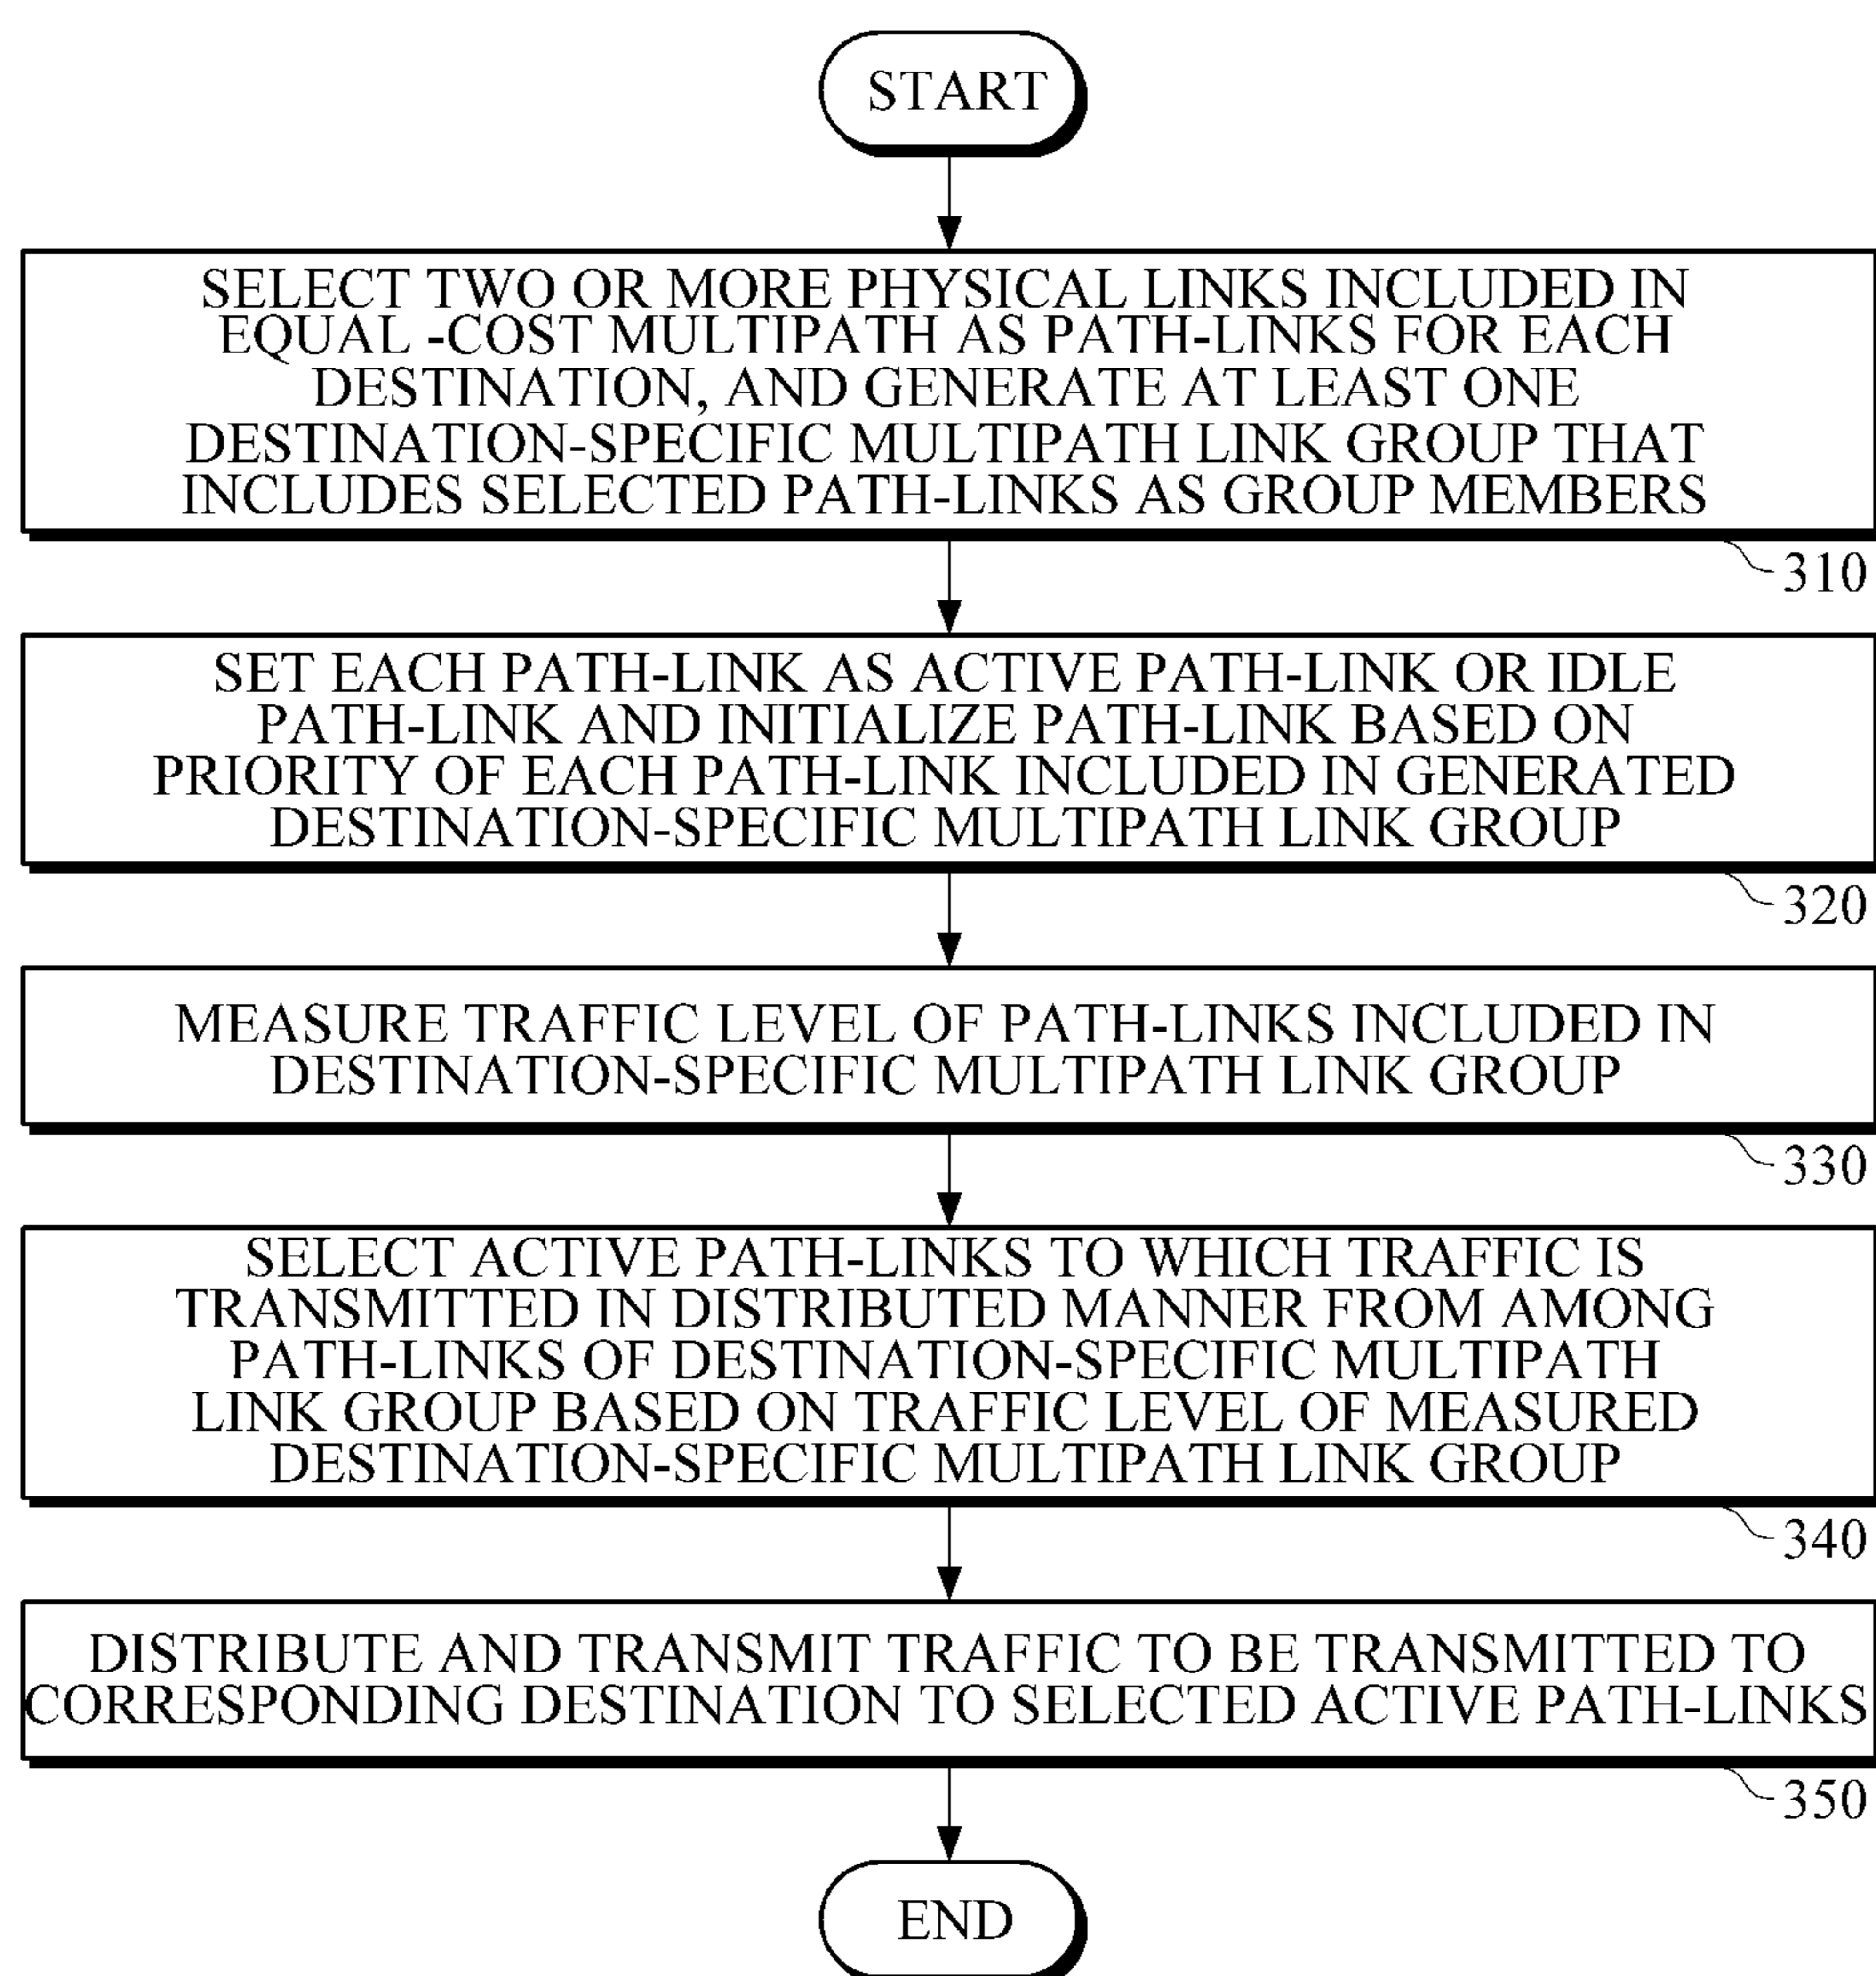 START
SELECT TWO OR MORE PHYSICAL LINKS INCLUDED IN
EQUAL -COST MULTIPATH AS PATH-LINKS FOR EACH
DESTINATION, AND GENERATE AT LEAST ONE
DESTINATION-SPECIFIC MULTIPATH LINK GROUP THAT
INCLUDES SELECTED PATH-LINKS AS GROUP MEMBERS
310
SET EACH PATH-LINK AS ACTIVE PATH-LINK OR IDLE
PATH-LINK AND INITIALIZE PATH-LINK BASED ON
PRIORITY OF EACH PATH-LINK INCLUDED IN GENERATED
DESTINATION-SPECIFIC MULTIPATH LINK GROUP
320
MEASURE TRAFFIC LEVEL OF PATH-LINKS INCLUDED IN
DESTINATION-SPECIFIC MULTIPATH LINK GROUP
330
SELECT ACTIVE PATH-LINKS TO WHICH TRAFFIC IS
TRANSMITTED IN DISTRIBUTED MANNER FROM AMONG
PATH-LINKS OF DESTINATION-SPECIFIC MULTIPATH
LINK GROUP BASED ON TRAFFIC LEVEL OF MEASURED
DESTINATION-SPECIFIC MULTIPATH LINK GROUP
340
DISTRIBUTE AND TRANSMIT TRAFFIC TO BE TRANSMITTED TO
CORRESPONDING DESTINATION TO SELECTED ACTIVE PATH-LINKS
350
END